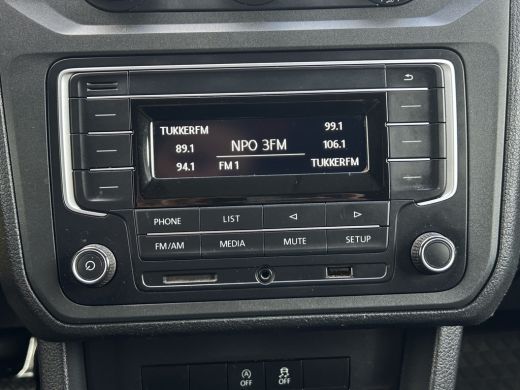 TUKKERFM 99.1
89.1 NPO 3FM 106.1
94.1 FM 1 TUKKERFM
PHONE LIST
FM/AM MEDIA MUTE SETUP
OFF OFF